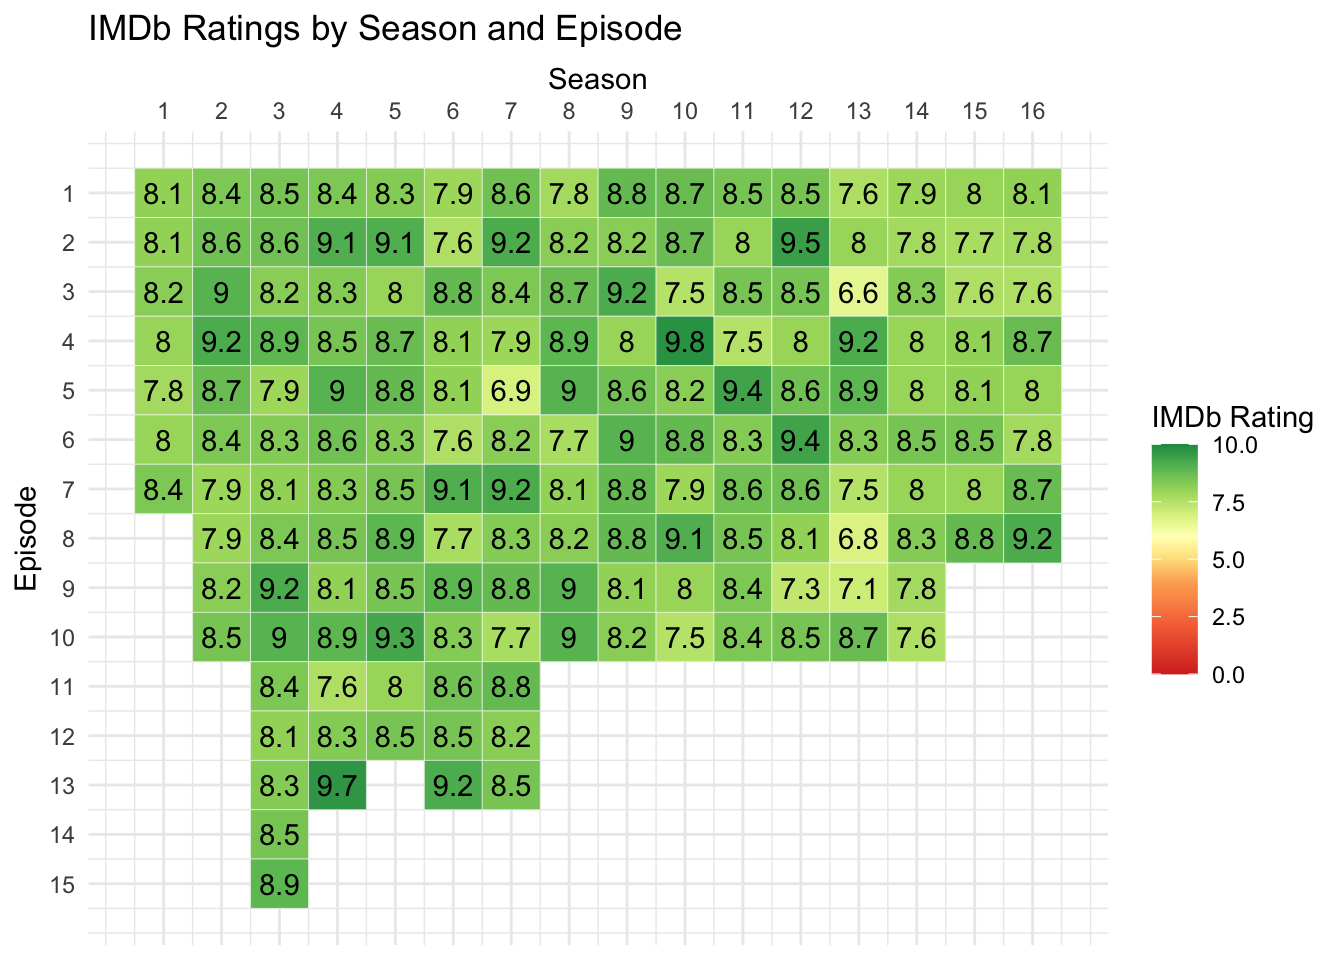 IMDb Ratings by Season and Episode
Season
1 2 3 4 5 6 7 8 9 10 11 12 13 14 15 16
1 8.1 8.4 8.5 8.4 8.3 7.9 8.6 7.8 8.8 8.7 8.5 8.5 7.6 7.9 8 8.1
2 8.1 8.6 8.6 9.1 9.1 7.6 9.2 8.2 8.2 8.7 8 9.5 8 7.8 7.7 7.8
3 8.2 9 8.2 8.3 8 8.8 8.4 8.7 9.2 7.5 8.5 8.5 6.6 8.3 7.6 7.6
4 8 9.2 8.9 8.5 8.7 8.1 7.9 8.9 8 9.8 7.5 8 9.2 8 8.1 8.7
5 7.8 8.7 7.9 9 8.8 8.1 6.9 9 8.6 8.2 9.4 8.6 8.9 8 8.1 8
6 8 8.4 8.3 8.6 8.3 7.6 8.2 7.7 9 8.8 8.3 9.4 8.3 8.5 8.5 7.8
7 8.4 7.9 8.1 8.3 8.5 9.1 9.2 8.1 8.8 7.9 8.6 8.6 7.5 8 8 8.7
8 7.9 8.4 8.5 8.9 7.7 8.3 8.2 8.8 9.1 8.5 8.1 6.8 8.3 8.8 9.2
9 8.2 9.2 8.1 8.5 8.9 8.8 9 8.1 8 8.4 7.3 7.1 7.8
10 8.5 9 8.9 9.3 8.3 7.7 9 8.2 7.5 8.4 8.5 8.7 7.6
11 8.4 7.6 8 8.6 8.8
12 8.1 8.3 8.5 8.5 8.2
13 8.3 9.7 9.2 8.5
14 8.5
15 8.9
Episode
IMDb Rating
10.0
7.5
5.0
2.5
0.0